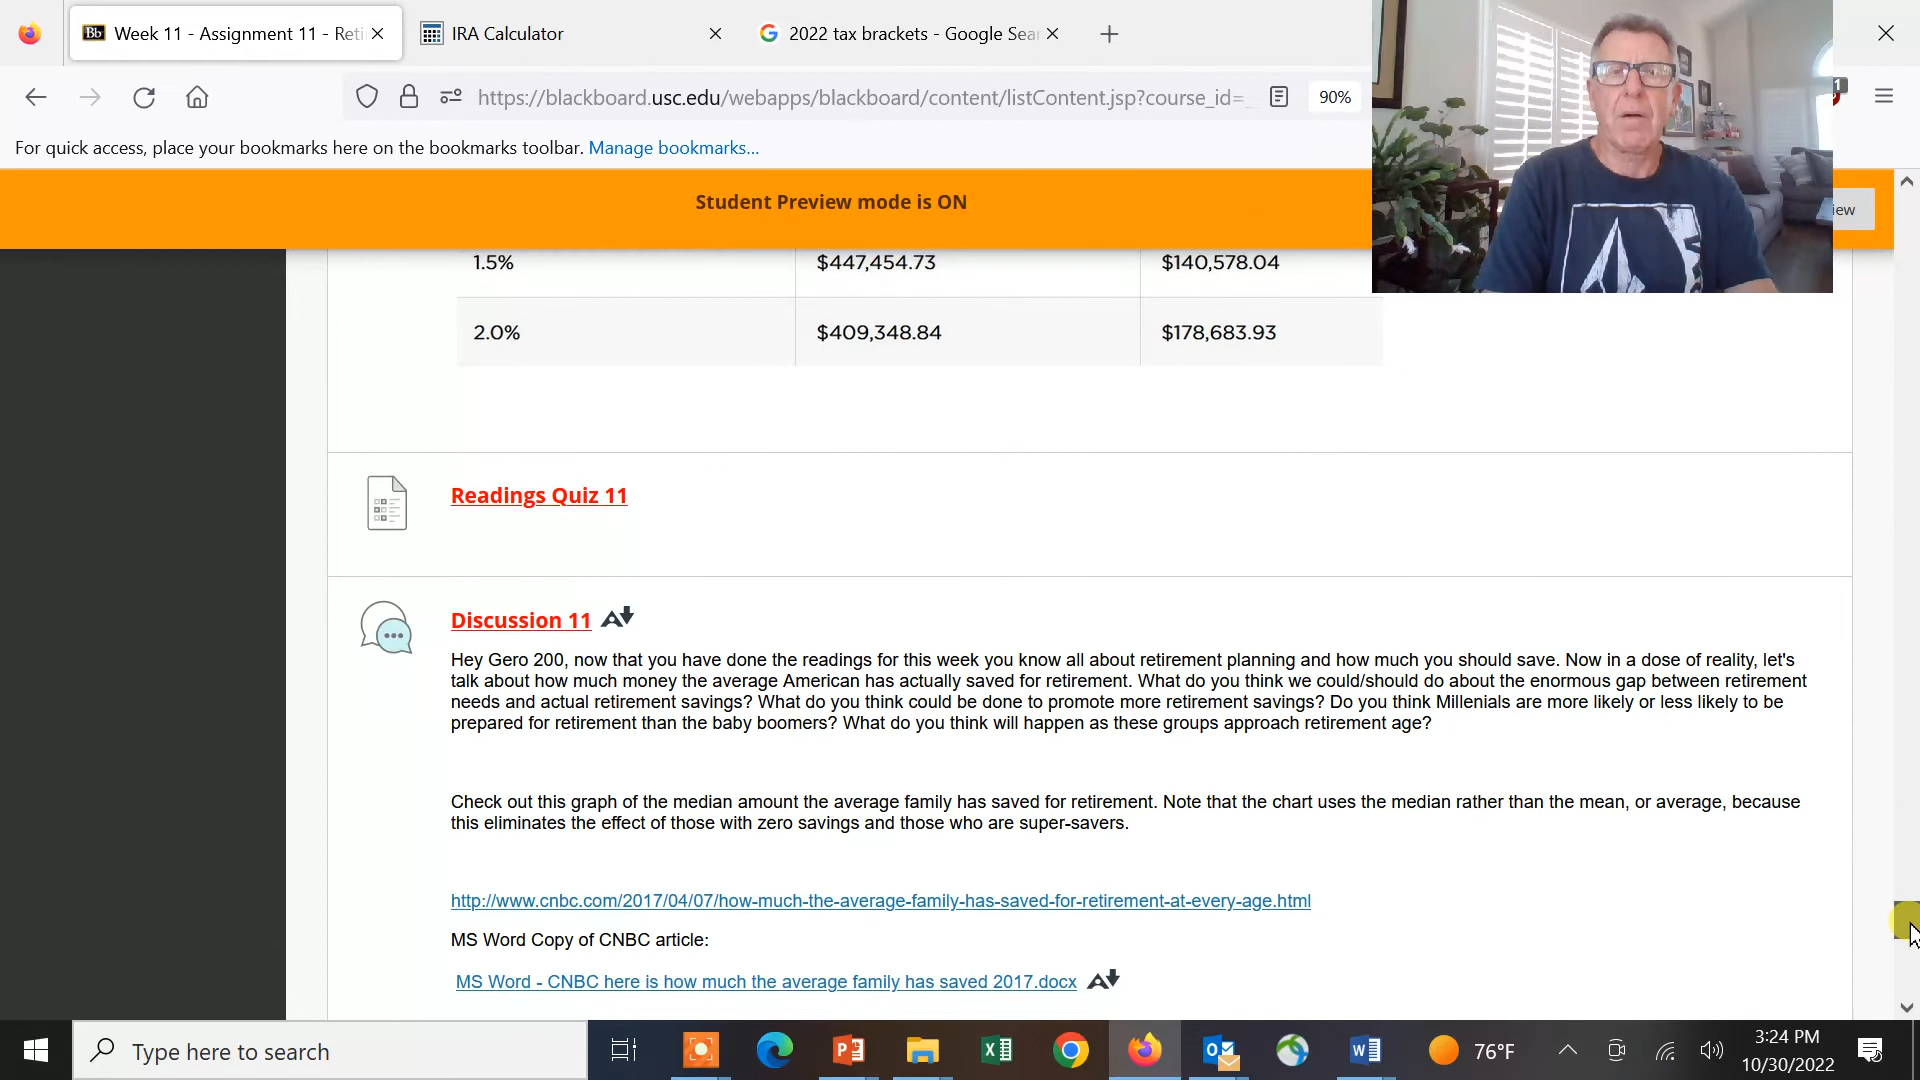 Week 11 - Assignment 11 - Reti
IRA Calculator
2022 tax brackets - Google Sea
https://blackboard.usc.edu/webapps/blackboard/content/listContent.jsp?course_id=_
90%
1
For quick access, place your bookmarks here on the bookmarks toolbar. Manage bookmarks...
Student Preview mode is ON
iew
1.5% $447,454.73 $140,578.04
2.0% $409,348.84 $178,683.93
Readings Quiz 11
Discussion 11
Hey Gero 200, now that you have done the readings for this week you know all about retirement planning and how much you should save. Now in a dose of reality, let's
talk about how much money the average American has actually saved for retirement. What do you think we could/should do about the enormous gap between retirement
needs and actual retirement savings? What do you think could be done to promote more retirement savings? Do you think Millenials are more likely or less likely to be
prepared for retirement than the baby boomers? What do you think will happen as these groups approach retirement age?
Check out this graph of the median amount the average family has saved for retirement. Note that the chart uses the median rather than the mean, or average, because
this eliminates the effect of those with zero savings and those who are super-savers.
http://www.cnbc.com/2017/04/07/how-much-the-average-family-has-saved-for-retirement-at-every-age.html
MS Word Copy of CNBC article:
MS Word - CNBC here is how much the average family has saved 2017.docx
Type here to search
76°F
3:24 PM
10/30/2022